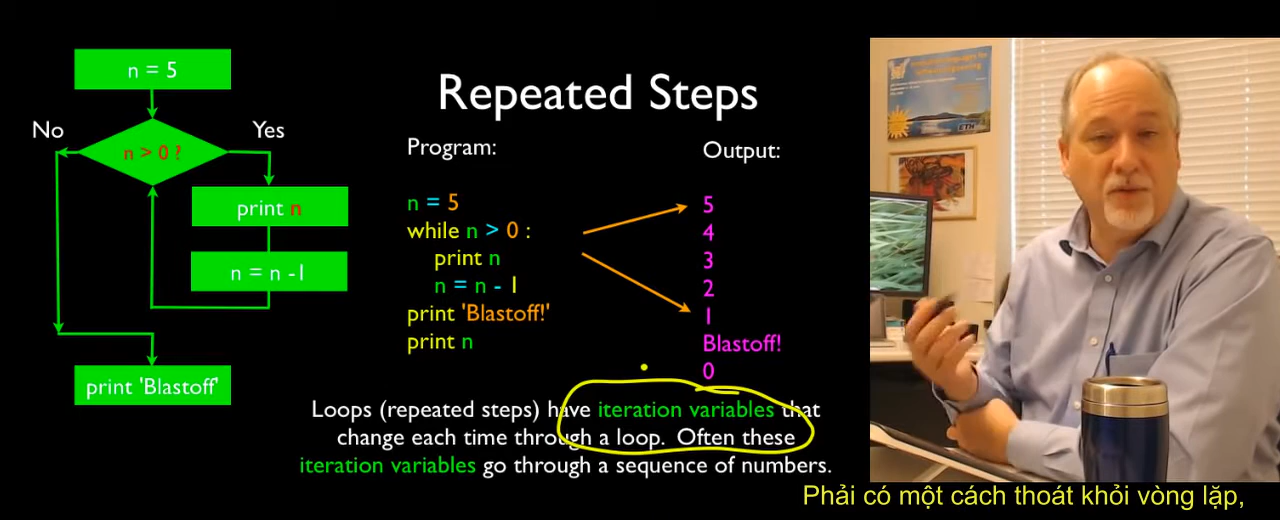 n = 5
Repeated Steps
No
Yes
n > 0 ?
Program:
Output:
print n
n = n -1
print 'Blastoff'
n = 5
while n > 0 :
print n
n = n - 1
print 'Blastoff!'
print n
5
4
3
2
1
Blastoff!
0
Loops (repeated steps) have iteration variables that
change each time through a loop. Often these
iteration variables go through a sequence of numbers.
Phải có một cách thoát khỏi vòng lặp,